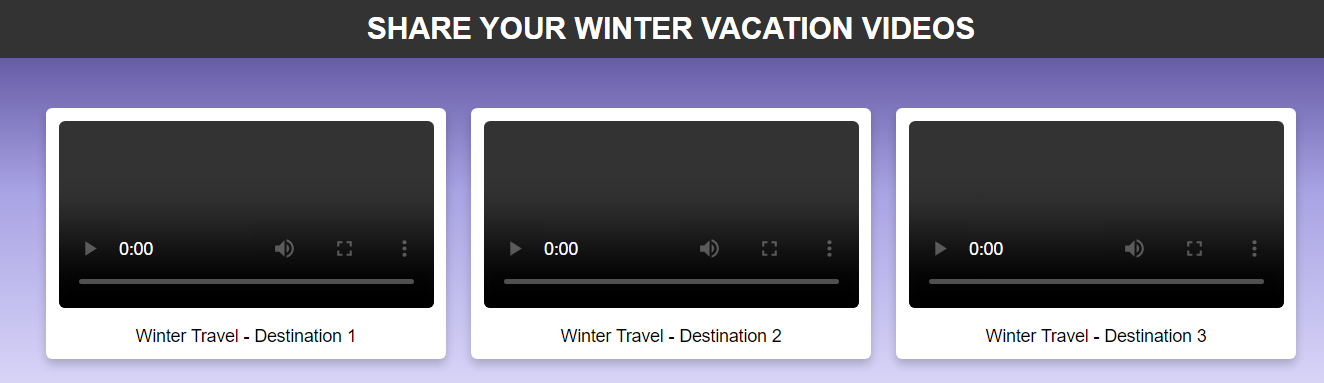 SHARE YOUR WINTER VACATION VIDEOS
0:00 0:00 0:00
Winter Travel - Destination 1 Winter Travel - Destination 2 Winter Travel - Destination 3